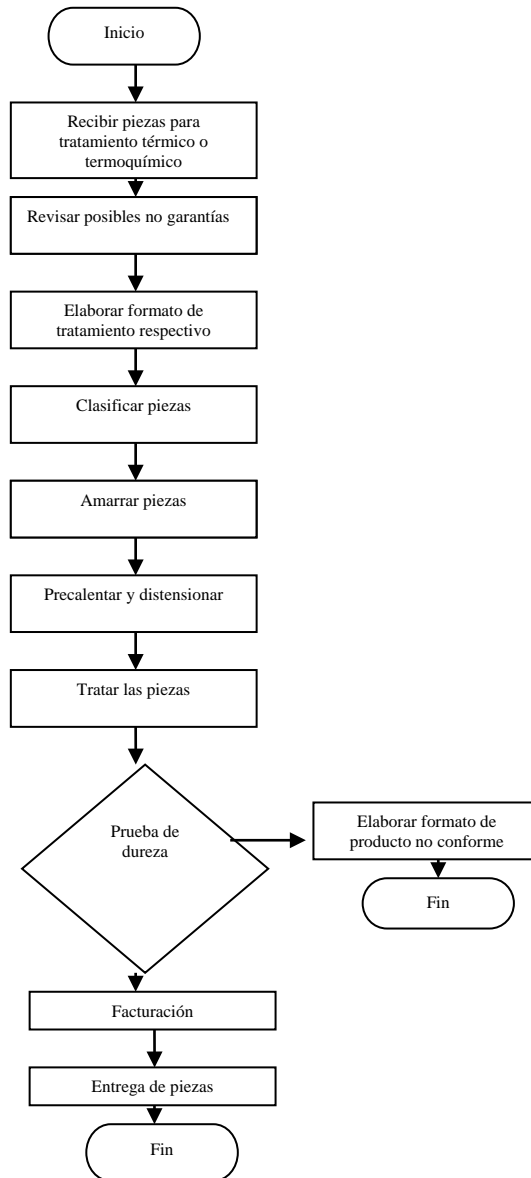 Inicio
Recibir piezas para
tratamiento térmico o
termoquímico
Revisar posibles no garantías
Elaborar formato de
tratamiento respectivo
Clasificar piezas
Amarrar piezas
Precalentar y distensionar
Tratar las piezas
Prueba de
dureza
Elaborar formato de
producto no conforme
Fin
Facturación
Entrega de piezas
Fin